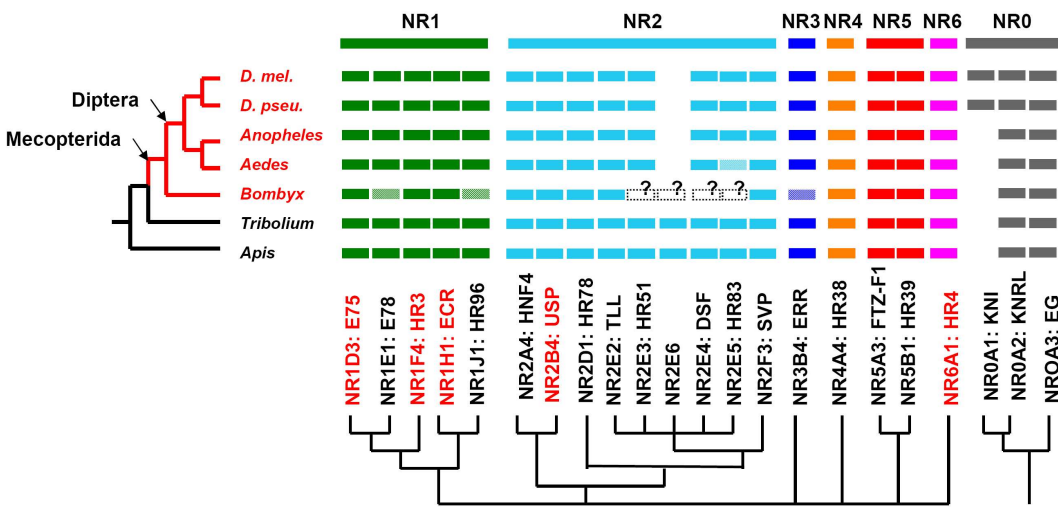 NR1 NR2 NR3 NR4 NR5 NR6 NR0
D. mel.
Diptera
D. pseu.
Mecopterida
Anopheles
Aedes
Bombyx
? ? ? ?
Tribolium
Apis
NR1D3: E75
NR1E1: E78
NR1F4: HR3
NR1H1: ECR
NR1J1: HR96
NR2A4: HNF4
NR2B4: USP
NR2D1: HR78
NR2E2: TLL
NR2E3: HR51
NR2E6
NR2E4: DSF
NR2E5: HR83
NR2F3: SVP
NR3B4: ERR
NR4A4: HR38
NR5A3: FTZ-F1
NR5B1: HR39
NR6A1: HR4
NR0A1: KNI
NR0A2: KNRL
NROA3: EG